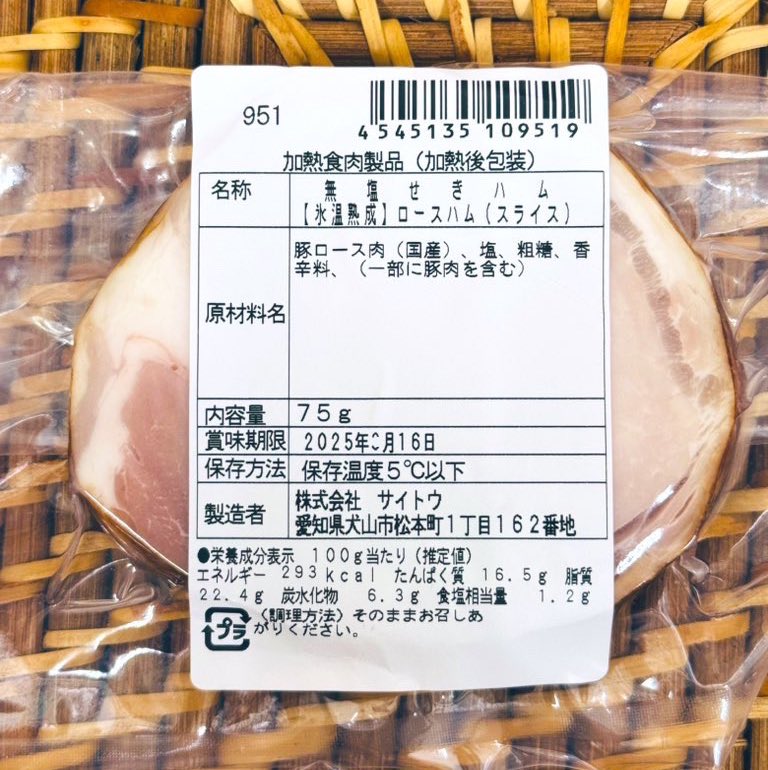 951
4545135 109519
加熱食肉製品（加熱後包装）
名称
無塩せきハム
【氷温熟成】ロースハム（スライス）
原材料名
豚ロース肉（国産）、塩、粗糖、香
辛料、（一部に豚肉を含む）
内容量 75g
賞味期限 2025年 月16日
保存方法 保存温度5℃以下
製造者
株式会社 サイトウ
愛知県犬山市松本町1丁目162番地
●栄養成分表示 100g当たり（推定値）
エネルギー 293kcal たんぱく質 16.5g 脂質
22.4g 炭水化物 6.3g 食塩相当量 1.2g
プラ
（調理方法）そのままお召しあ
がりください。